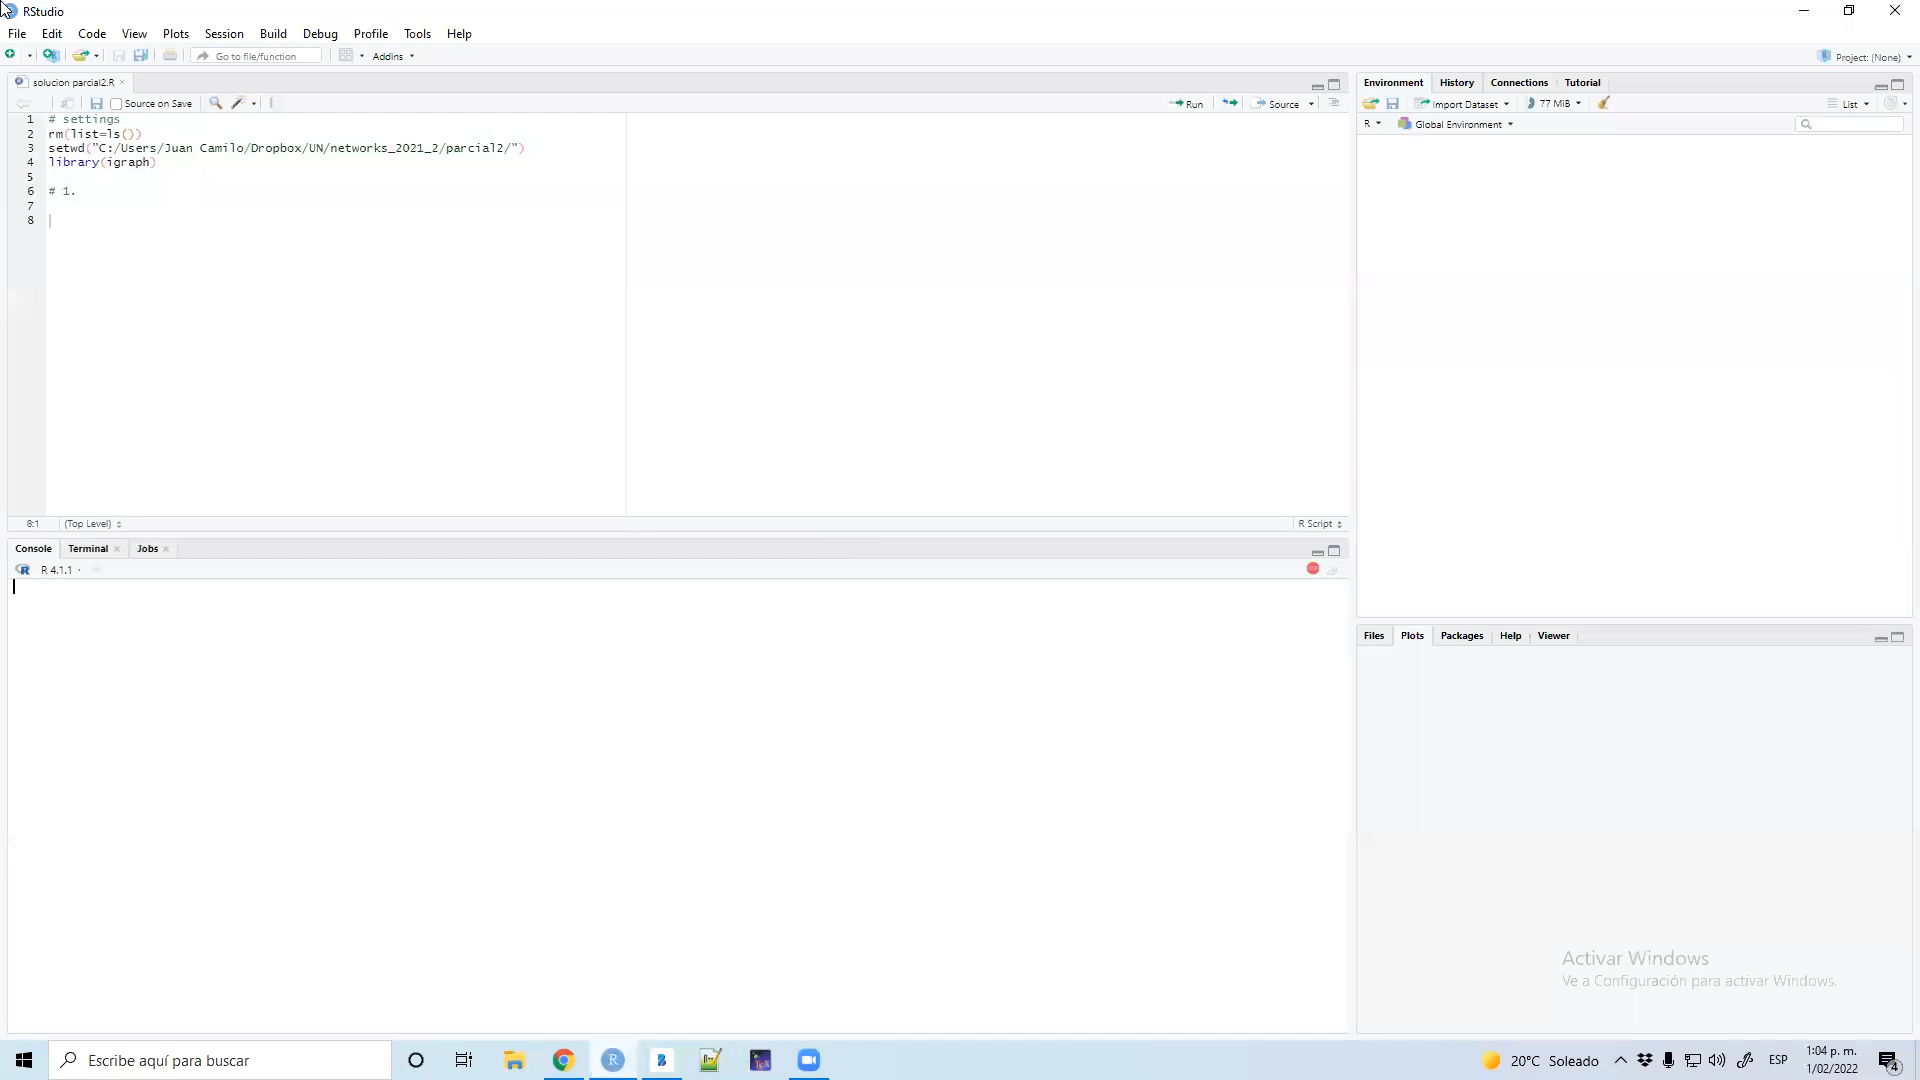 RStudio
File Edit Code View Plots Session Build Debug Profile Tools Help
Go to file/function Addins Project: (None)
solucion parcial2.R
Source on Save Run Source
1 # settings
2 rm(list=ls())
3 setwd("C:/Users/Juan Camilo/Dropbox/UN/networks_2021_2/parcial2/")
4 library(igraph)
5
6 # 1.
7
8
8:1 (Top Level) R Script
Console Terminal Jobs
R 4.1.1 ·
Environment History Connections Tutorial
Import Dataset 77 MiB List
R Global Environment
Files Plots Packages Help Viewer
Activar Windows
Ve a Configuración para activar Windows.
Escribe aquí para buscar
20°C Soleado ESP 1:04 p. m.
1/02/2022
4